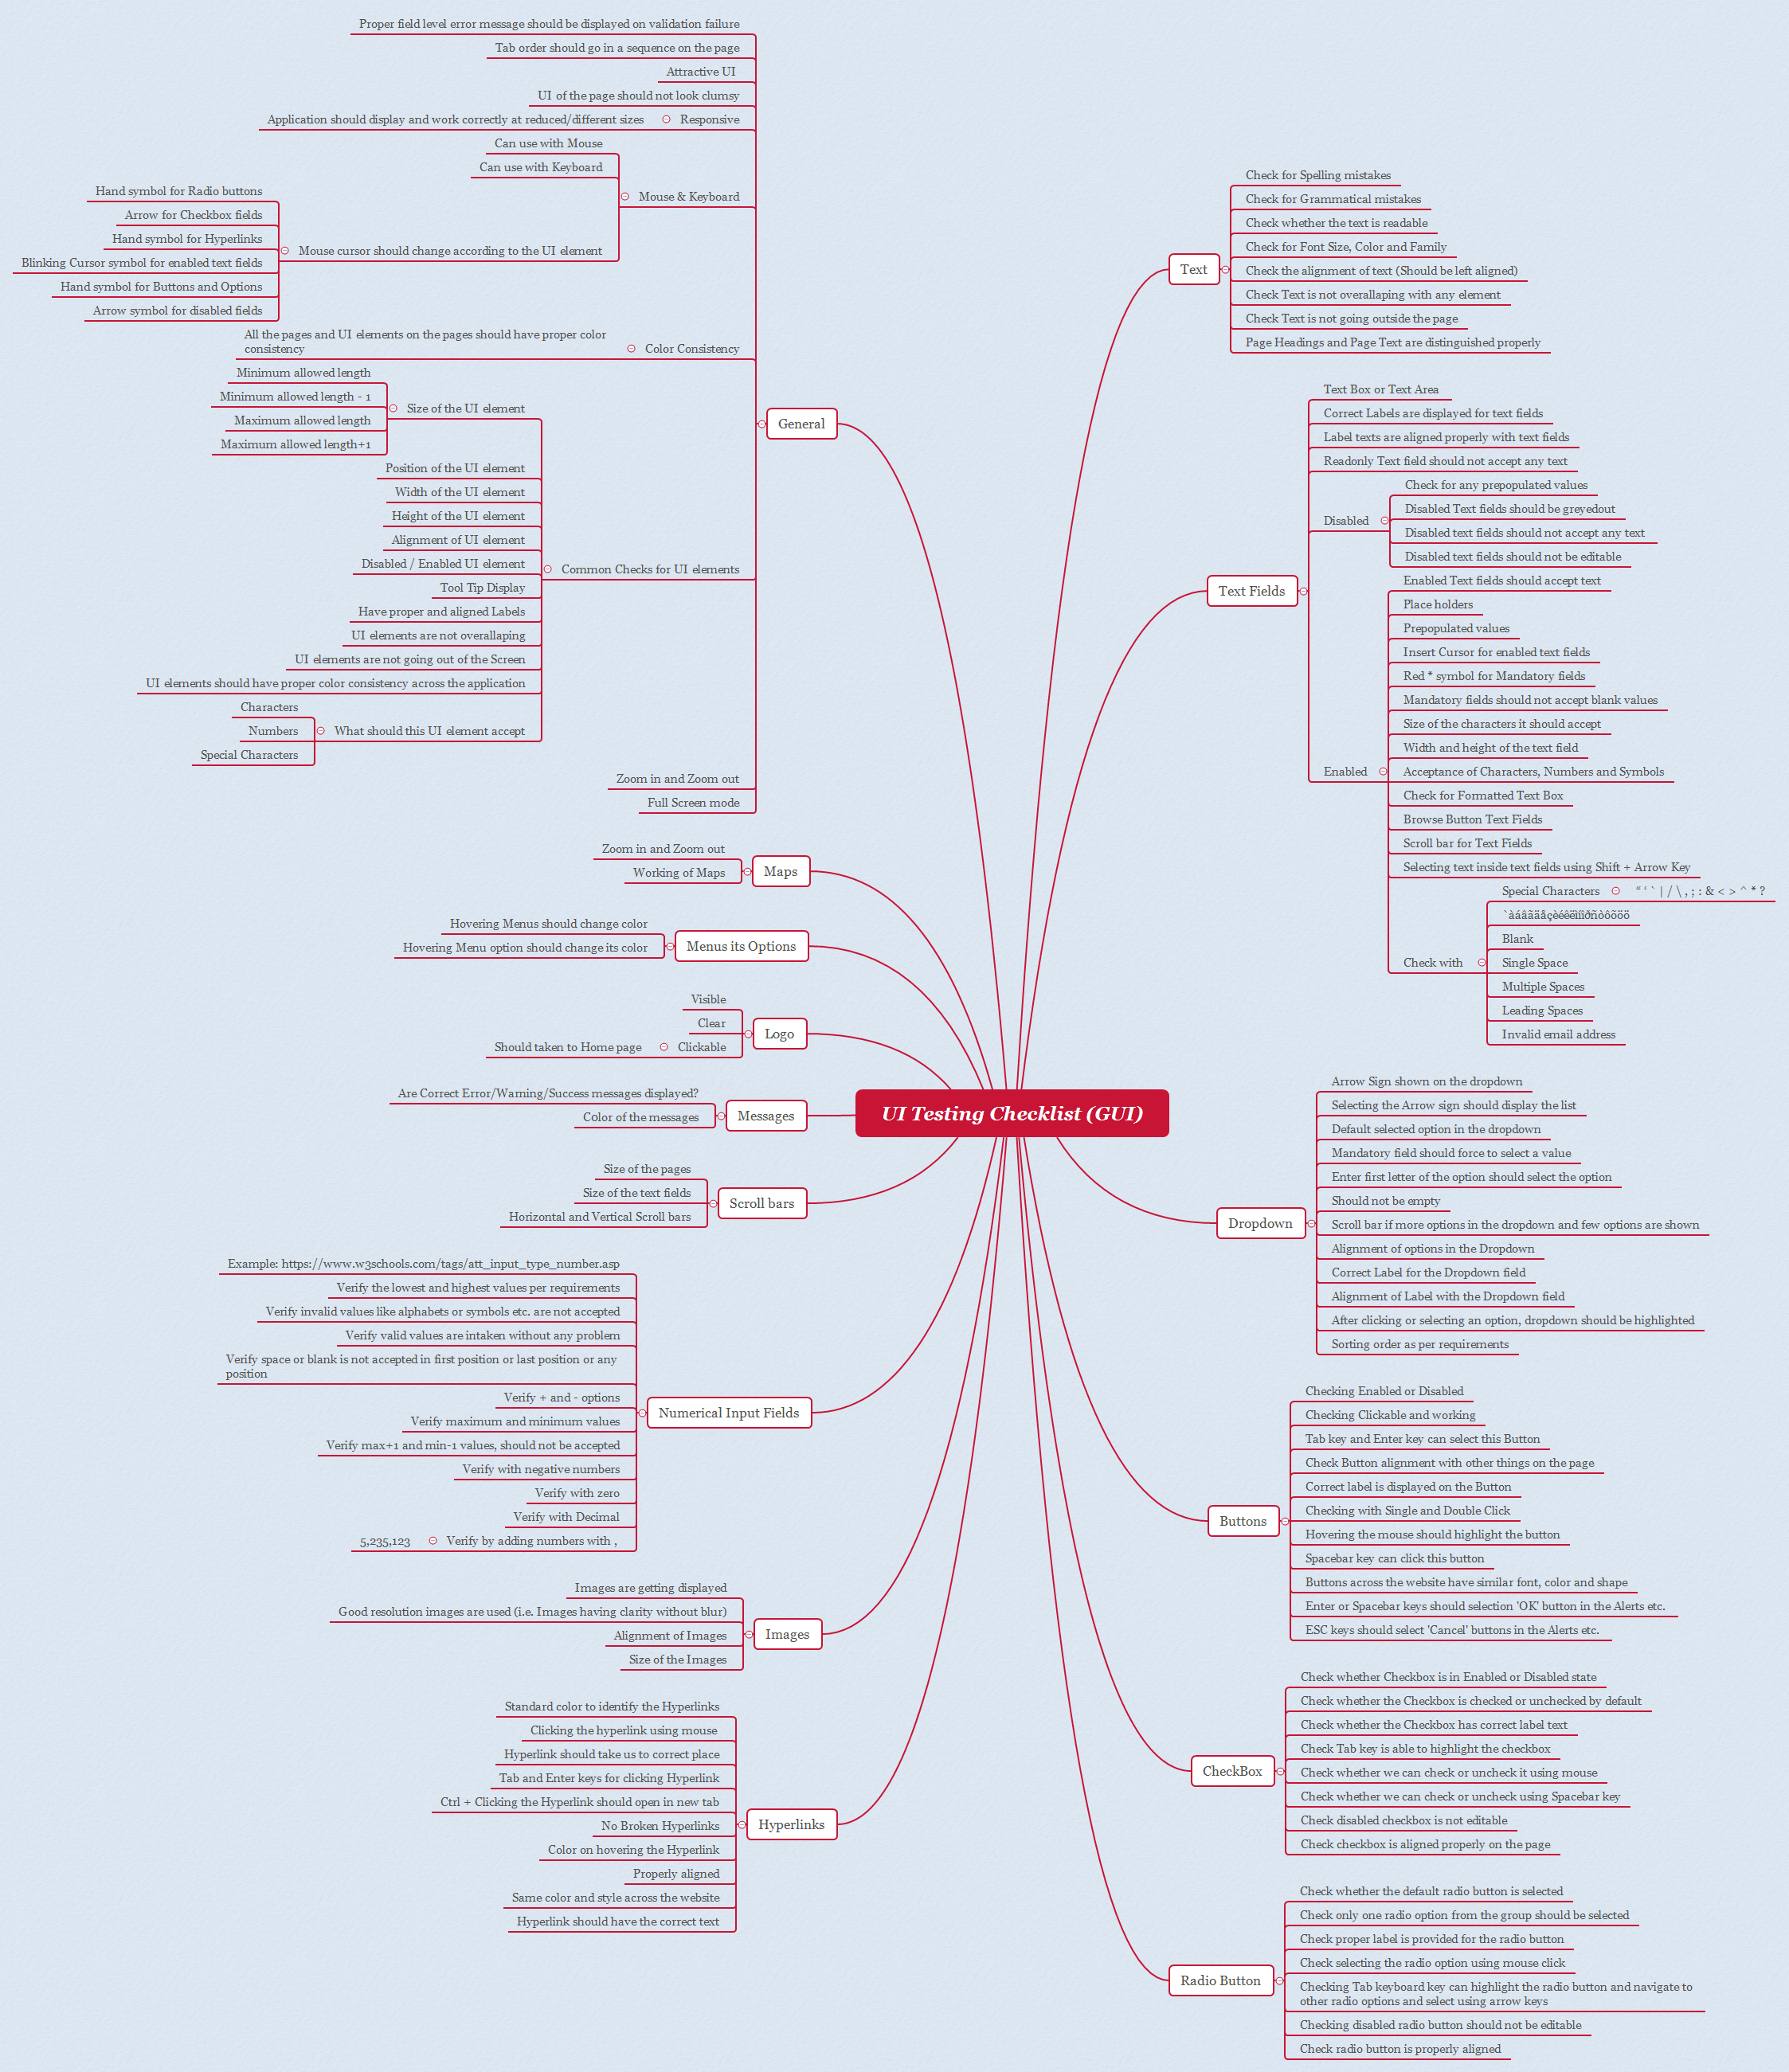 UI Testing Checklist (GUI)
Text
Check for Spelling mistakes
Check for Grammatical mistakes
Check whether the text is readable
Check for Font Size, Color and Family
Check the alignment of text (Should be left aligned)
Check Text is not overallaping with any element
Check Text is not going outside the page
Page Headings and Page Text are distinguished properly
Text Fields
Text Box or Text Area
Correct Labels are displayed for text fields
Label texts are aligned properly with text fields
Readonly Text field should not accept any text
Disabled
Check for any prepopulated values
Disabled Text fields should be greyedout
Disabled text fields should not accept any text
Disabled text fields should not be editable
Enabled
Enabled Text fields should accept text
Place holders
Prepopulated values
Insert Cursor for enabled text fields
Red * symbol for Mandatory fields
Mandatory fields should not accept blank values
Size of the characters it should accept
Width and height of the text field
Acceptance of Characters, Numbers and Symbols
Check for Formatted Text Box
Browse Button Text Fields
Scroll bar for Text Fields
Selecting text inside text fields using Shift + Arrow Key
Check with
Special Characters
“ ‘ ` | / \ , ; : & < > ^ * ?
Blank
Single Space
Multiple Spaces
Leading Spaces
Invalid email address
Dropdown
Arrow Sign shown on the dropdown
Selecting the Arrow sign should display the list
Default selected option in the dropdown
Mandatory field should force to select a value
Enter first letter of the option should select the option
Should not be empty
Scroll bar if more options in the dropdown and few options are shown
Alignment of options in the Dropdown
Correct Label for the Dropdown field
Alignment of Label with the Dropdown field
After clicking or selecting an option, dropdown should be highlighted
Sorting order as per requirements
Buttons
Checking Enabled or Disabled
Checking Clickable and working
Tab key and Enter key can select this Button
Check Button alignment with other things on the page
Correct label is displayed on the Button
Checking with Single and Double Click
Hovering the mouse should highlight the button
Spacebar key can click this button
Buttons across the website have similar font, color and shape
Enter or Spacebar keys should selection 'OK' button in the Alerts etc.
ESC keys should select 'Cancel' buttons in the Alerts etc.
CheckBox
Check whether Checkbox is in Enabled or Disabled state
Check whether the Checkbox is checked or unchecked by default
Check whether the Checkbox has correct label text
Check Tab key is able to highlight the checkbox
Check whether we can check or uncheck it using mouse
Check whether we can check or uncheck using Spacebar key
Check disabled checkbox is not editable
Check checkbox is aligned properly on the page
Radio Button
Check whether the default radio button is selected
Check only one radio option from the group should be selected
Check proper label is provided for the radio button
Check selecting the radio option using mouse click
Checking Tab keyboard key can highlight the radio button and navigate to
other radio options and select using arrow keys
Checking disabled radio button should not be editable
Check radio button is properly aligned
General
Proper field level error message should be displayed on validation failure
Tab order should go in a sequence on the page
Attractive UI
UI of the page should not look clumsy
Responsive
Application should display and work correctly at reduced/different sizes
Mouse & Keyboard
Can use with Mouse
Can use with Keyboard
Mouse cursor should change according to the UI element
Hand symbol for Radio buttons
Arrow for Checkbox fields
Hand symbol for Hyperlinks
Blinking Cursor symbol for enabled text fields
Hand symbol for Buttons and Options
Arrow symbol for disabled fields
Color Consistency
All the pages and UI elements on the pages should have proper color
consistency
Common Checks for UI elements
Size of the UI element
Minimum allowed length
Minimum allowed length - 1
Maximum allowed length
Maximum allowed length+1
Position of the UI element
Width of the UI element
Height of the UI element
Alignment of UI element
Disabled / Enabled UI element
Tool Tip Display
Have proper and aligned Labels
UI elements are not overallaping
UI elements are not going out of the Screen
UI elements should have proper color consistency across the application
What should this UI element accept
Characters
Numbers
Special Characters
Zoom in and Zoom out
Full Screen mode
Maps
Zoom in and Zoom out
Working of Maps
Menus its Options
Hovering Menus should change color
Hovering Menu option should change its color
Logo
Visible
Clear
Clickable
Should taken to Home page
Messages
Are Correct Error/Warning/Success messages displayed?
Color of the messages
Scroll bars
Size of the pages
Size of the text fields
Horizontal and Vertical Scroll bars
Numerical Input Fields
Example: https://www.w3schools.com/tags/att_input_type_number.asp
Verify the lowest and highest values per requirements
Verify invalid values like alphabets or symbols etc. are not accepted
Verify valid values are intaken without any problem
Verify space or blank is not accepted in first position or last position or any
position
Verify + and - options
Verify maximum and minimum values
Verify max+1 and min-1 values, should not be accepted
Verify with negative numbers
Verify with zero
Verify with Decimal
Verify by adding numbers with ,
5,235,123
Images
Images are getting displayed
Good resolution images are used (i.e. Images having clarity without blur)
Alignment of Images
Size of the Images
Hyperlinks
Standard color to identify the Hyperlinks
Clicking the hyperlink using mouse
Hyperlink should take us to correct place
Tab and Enter keys for clicking Hyperlink
Ctrl + Clicking the Hyperlink should open in new tab
No Broken Hyperlinks
Color on hovering the Hyperlink
Properly aligned
Same color and style across the website
Hyperlink should have the correct text